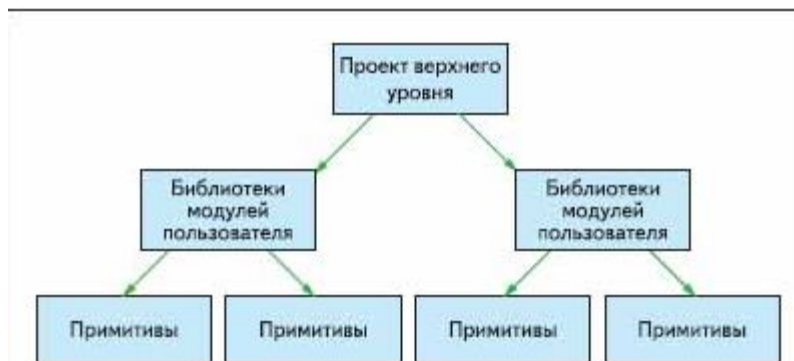 Проект верхнего
уровня
Библиотеки
модулей
пользователя
Библиотеки
модулей
пользователя
Примитивы
Примитивы
Примитивы
Примитивы